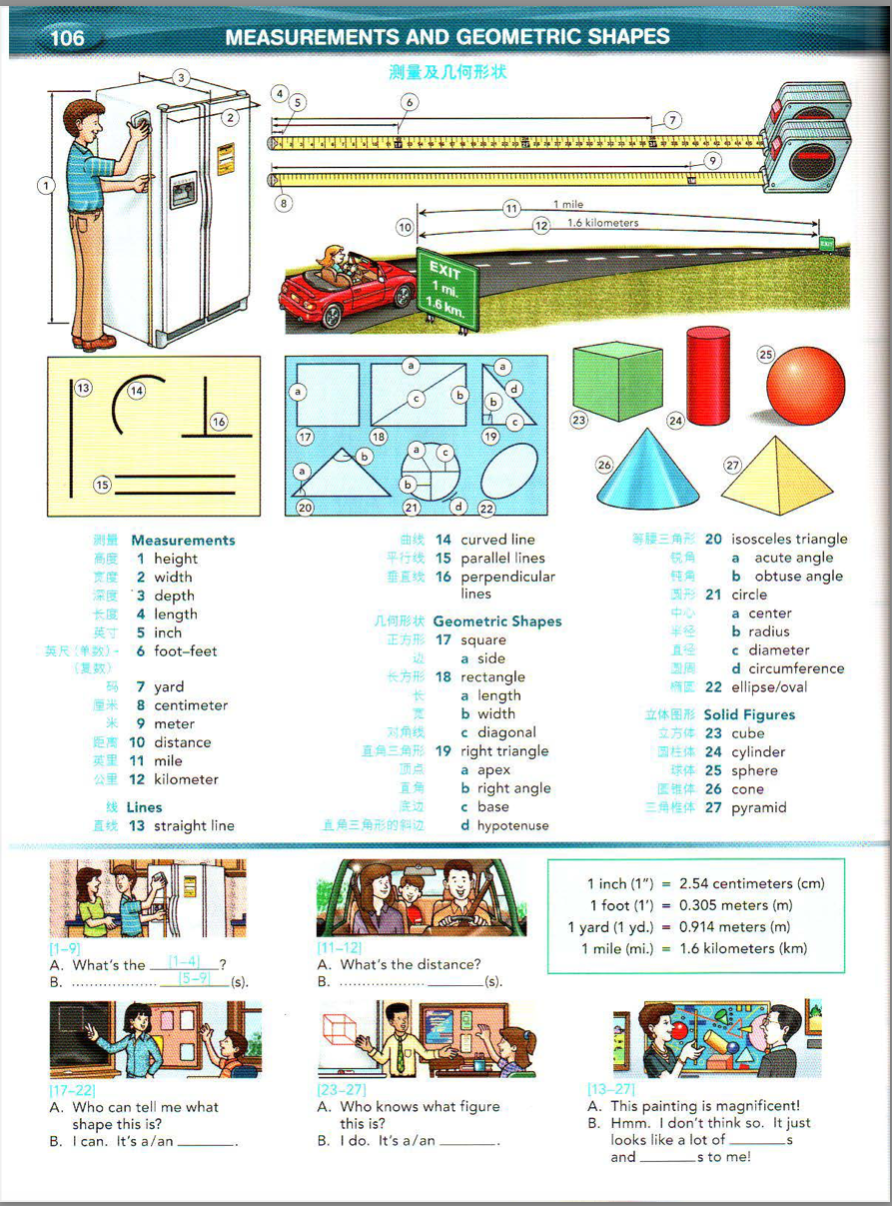 106
MEASUREMENTS AND GEOMETRIC SHAPES
测量及几何形状
3
2
1
4
5
6
7
8
9
10
11
1 mile
12
1.6 kilometers
EXIT
1 mi.
1.6 km.
EXIT
13
14
16
15
a
17
a
b
c
18
a
d
b
c
19
a
b
20
a
c
b
21
d
22
23
24
25
26
27
测量 Measurements
高度 1 height
宽度 2 width
深度 3 depth
长度 4 length
英寸 5 inch
英尺(单数)- 6 foot–feet
(复数)
码 7 yard
厘米 8 centimeter
米 9 meter
距离 10 distance
英里 11 mile
公里 12 kilometer
线 Lines
直线 13 straight line
曲线 14 curved line
平行线 15 parallel lines
垂直线 16 perpendicular
lines
几何形状 Geometric Shapes
正方形 17 square
边 a side
长方形 18 rectangle
长 a length
宽 b width
对角线 c diagonal
直角三角形 19 right triangle
顶点 a apex
直角 b right angle
底边 c base
直角三角形的斜边 d hypotenuse
等腰三角形 20 isosceles triangle
锐角 a acute angle
钝角 b obtuse angle
圆形 21 circle
中心 a center
半径 b radius
直径 c diameter
圆周 d circumference
椭圆 22 ellipse/oval
立体图形 Solid Figures
立方体 23 cube
圆柱体 24 cylinder
球体 25 sphere
圆锥体 26 cone
三角椎体 27 pyramid
[1–9]
A. What's the [1–4] ?
B. .................. [5–9] (s).
[11–12]
A. What's the distance?
B. .................. ________(s).
1 inch (1") = 2.54 centimeters (cm)
1 foot (1') = 0.305 meters (m)
1 yard (1 yd.) = 0.914 meters (m)
1 mile (mi.) = 1.6 kilometers (km)
[17–22]
A. Who can tell me what
shape this is?
B. I can. It's a/an ________.
[23–27]
A. Who knows what figure
this is?
B. I do. It's a/an ________.
[13–27]
A. This painting is magnificent!
B. Hmm. I don't think so. It just
looks like a lot of ________s
and ________s to me!